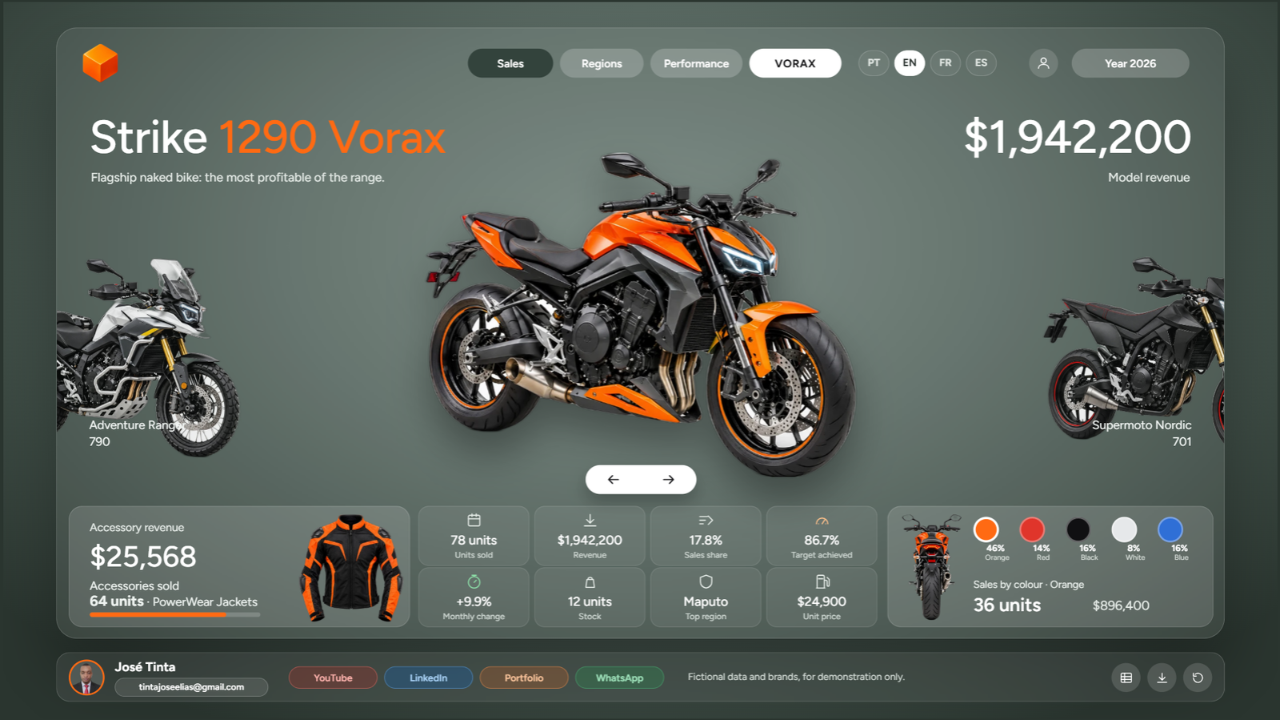 Sales
Regions
Performance
VORAX
PT
EN
FR
ES
Year 2026
Strike 1290 Vorax
$1,942,200
Flagship naked bike: the most profitable of the range.
Model revenue
Adventure Ranger
790
Supermoto Nordic
701
Accessory revenue
$25,568
Accessories sold
64 units · PowerWear Jackets
78 units
Units sold
$1,942,200
Revenue
17.8%
Sales share
86.7%
Target achieved
+9.9%
Monthly change
12 units
Stock
Maputo
Top region
$24,900
Unit price
46%
Orange
14%
Red
16%
Black
8%
White
16%
Blue
Sales by colour · Orange
36 units
$896,400
José Tinta
tintajoseelias@gmail.com
YouTube
LinkedIn
Portfolio
WhatsApp
Fictional data and brands, for demonstration only.